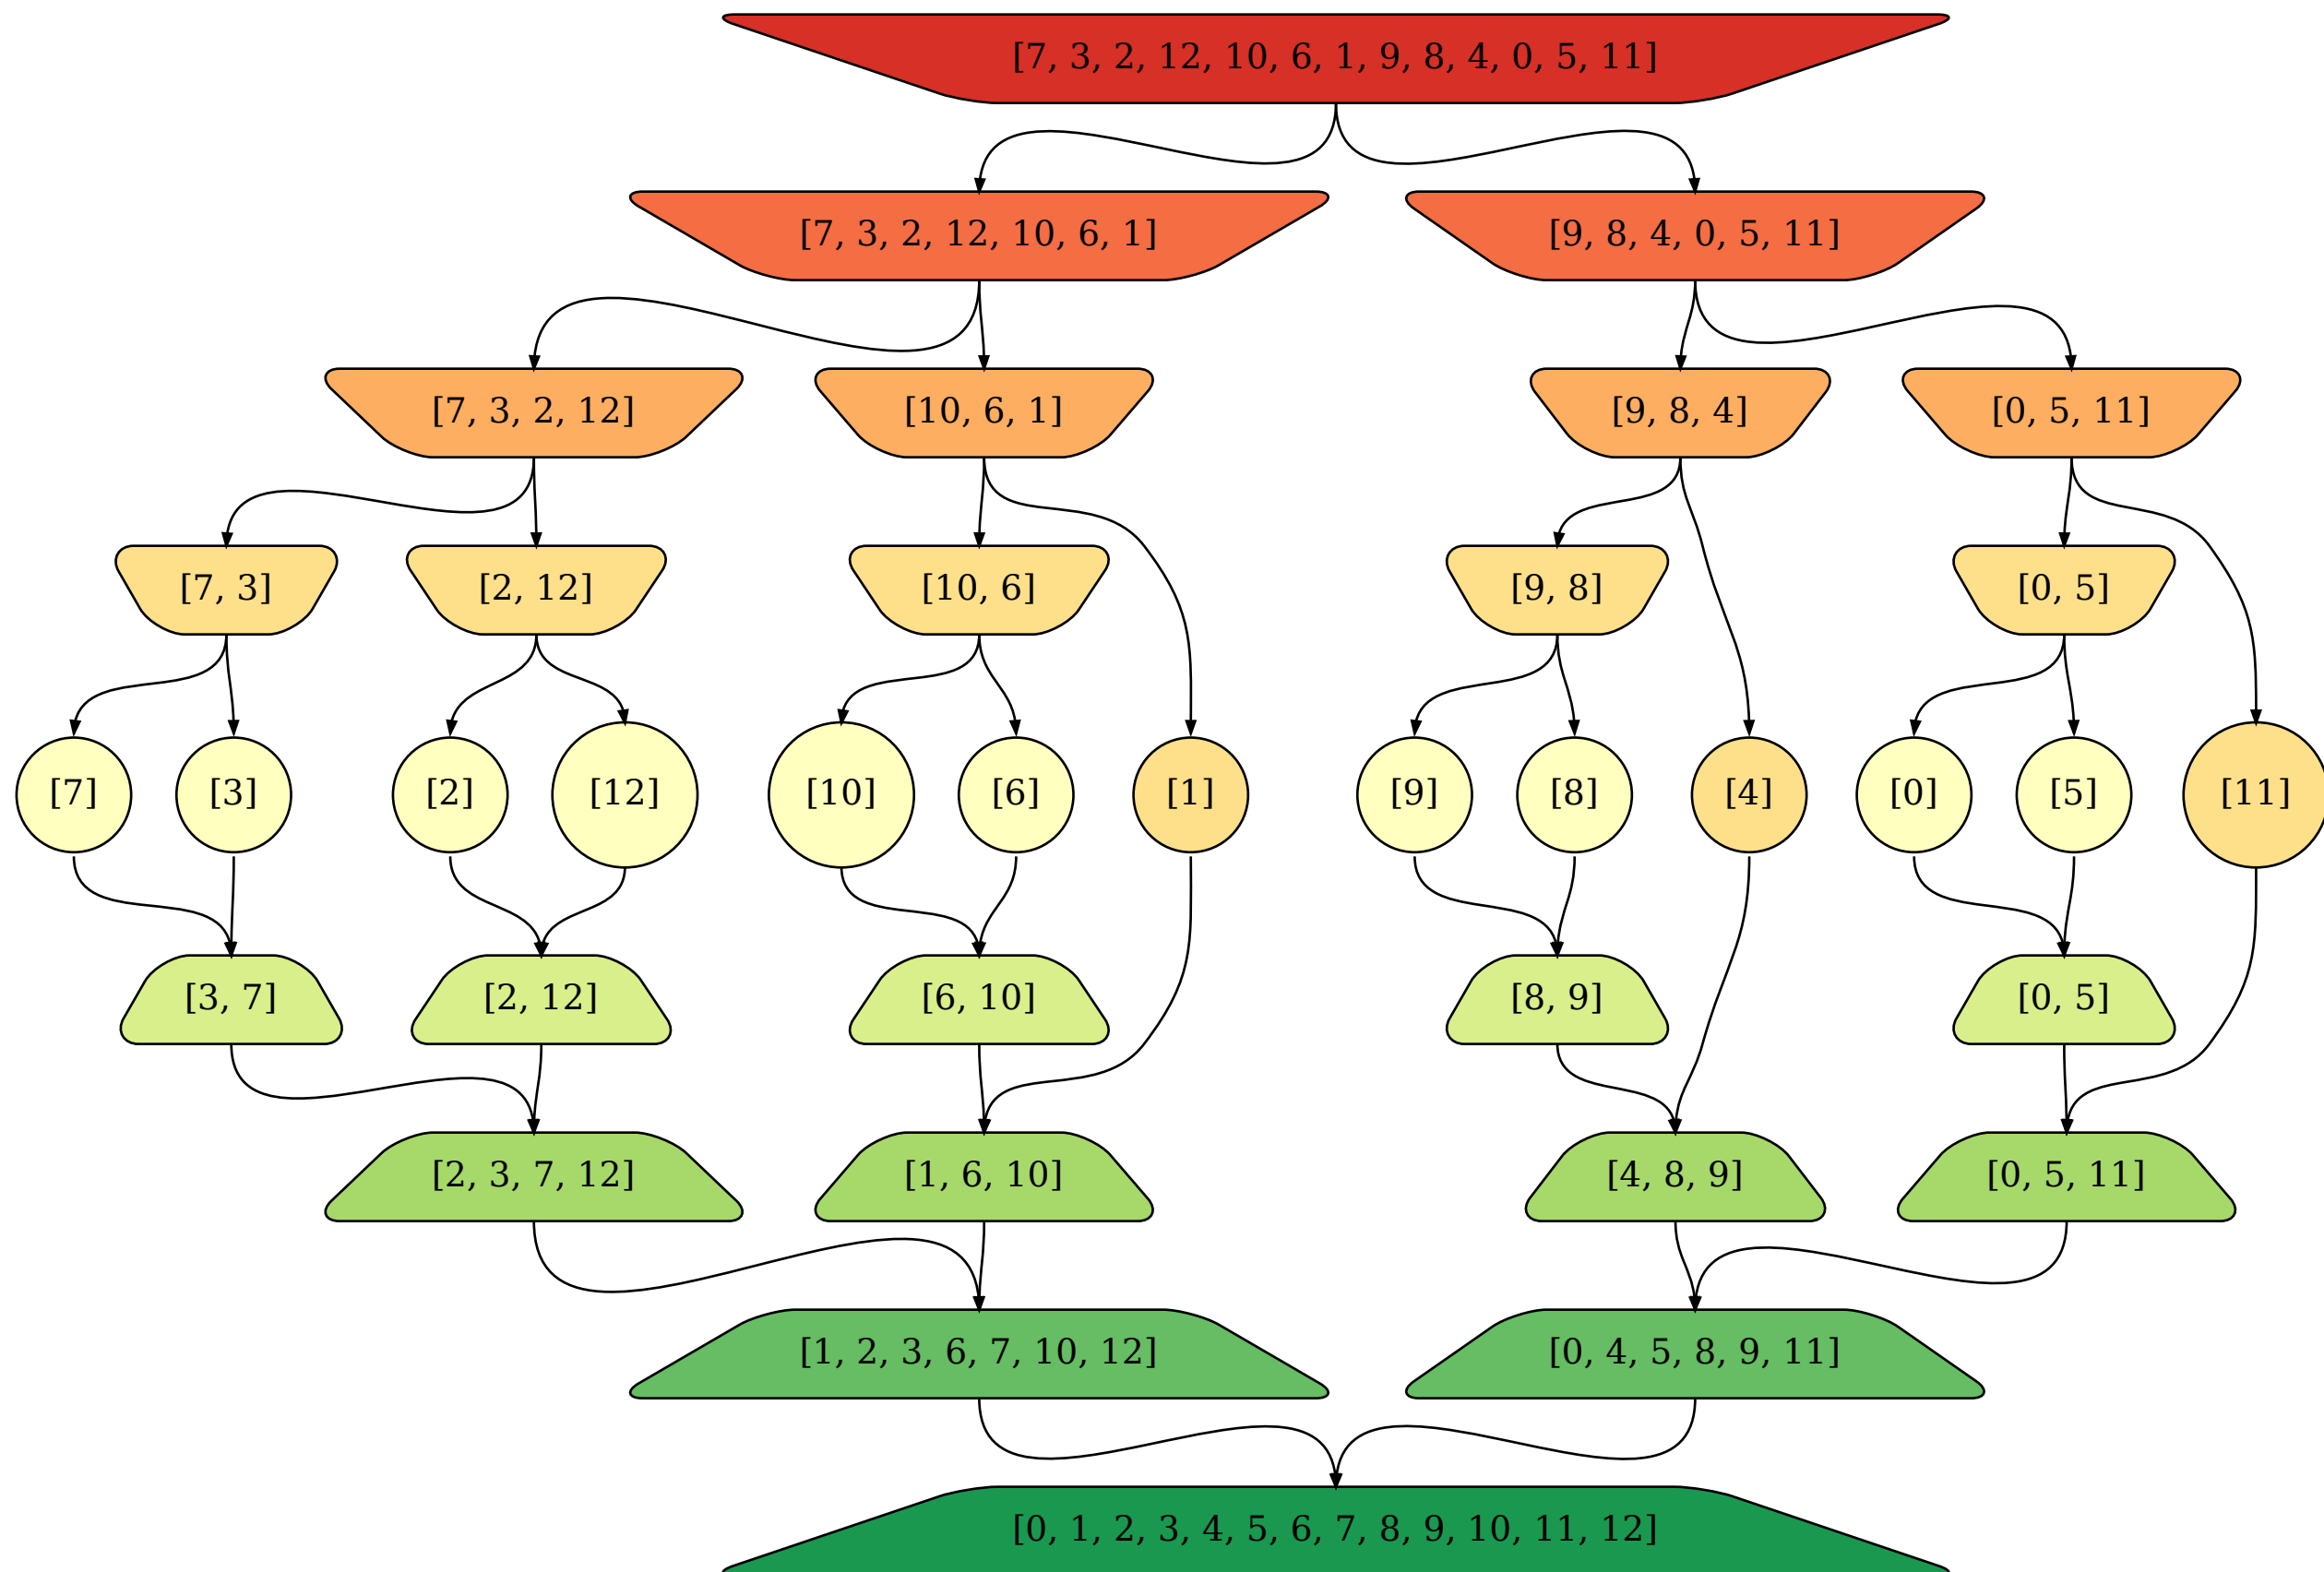 [7, 3, 2, 12, 10, 6, 1, 9, 8, 4, 0, 5, 11]
[7, 3, 2, 12, 10, 6, 1]
[9, 8, 4, 0, 5, 11]
[7, 3, 2, 12]
[10, 6, 1]
[9, 8, 4]
[0, 5, 11]
[7, 3]
[2, 12]
[10, 6]
[9, 8]
[0, 5]
[7]
[3]
[2]
[12]
[10]
[6]
[1]
[9]
[8]
[4]
[0]
[5]
[11]
[3, 7]
[2, 12]
[6, 10]
[8, 9]
[0, 5]
[2, 3, 7, 12]
[1, 6, 10]
[4, 8, 9]
[0, 5, 11]
[1, 2, 3, 6, 7, 10, 12]
[0, 4, 5, 8, 9, 11]
[0, 1, 2, 3, 4, 5, 6, 7, 8, 9, 10, 11, 12]